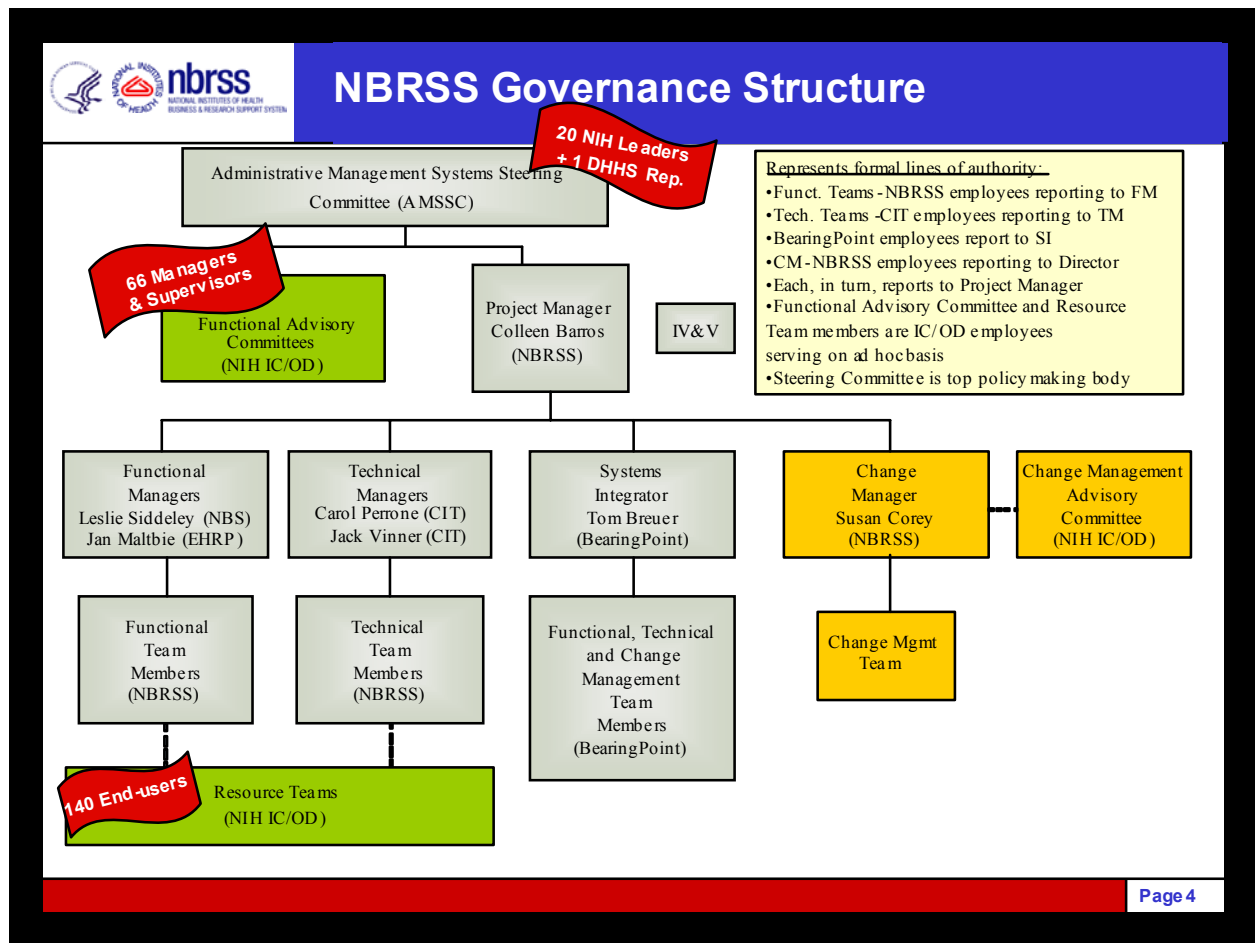 NATIONAL INSTITUTES OF HEALTH
nbrss
NATIONAL INSTITUTES OF HEALTH
BUSINESS & RESEARCH SUPPORT SYSTEM
NBRSS Governance Structure
20 NIH Leaders
+ 1 DHHS Rep.
Administrative Management Systems Steering
Committee (AMSSC)
Represents formal lines of authority:
•Funct. Teams-NBRSS employees reporting to FM
•Tech. Teams -CIT employees reporting to TM
•BearingPoint employees report to SI
•CM-NBRSS employees reporting to Director
•Each, in turn, reports to Project Manager
•Functional Advisory Committee and Resource
Team members are IC/OD employees
serving on ad hoc basis
•Steering Committee is top policy making body
66 Managers
& Supervisors
Functional Advisory
Committees
(NIH IC/OD)
Project Manager
Colleen Barros
(NBRSS)
IV&V
Functional
Managers
Leslie Siddeley (NBS)
Jan Maltbie (EHRP)
Technical
Managers
Carol Perrone (CIT)
Jack Vinner (CIT)
Systems
Integrator
Tom Breuer
(BearingPoint)
Change
Manager
Susan Corey
(NBRSS)
Change Management
Advisory
Committee
(NIH IC/OD)
Functional
Team
Members
(NBRSS)
Technical
Team
Members
(NBRSS)
Functional, Technical
and Change
Management
Team
Members
(BearingPoint)
Change Mgmt
Team
140 End-users
Resource Teams
(NIH IC/OD)
Page 4